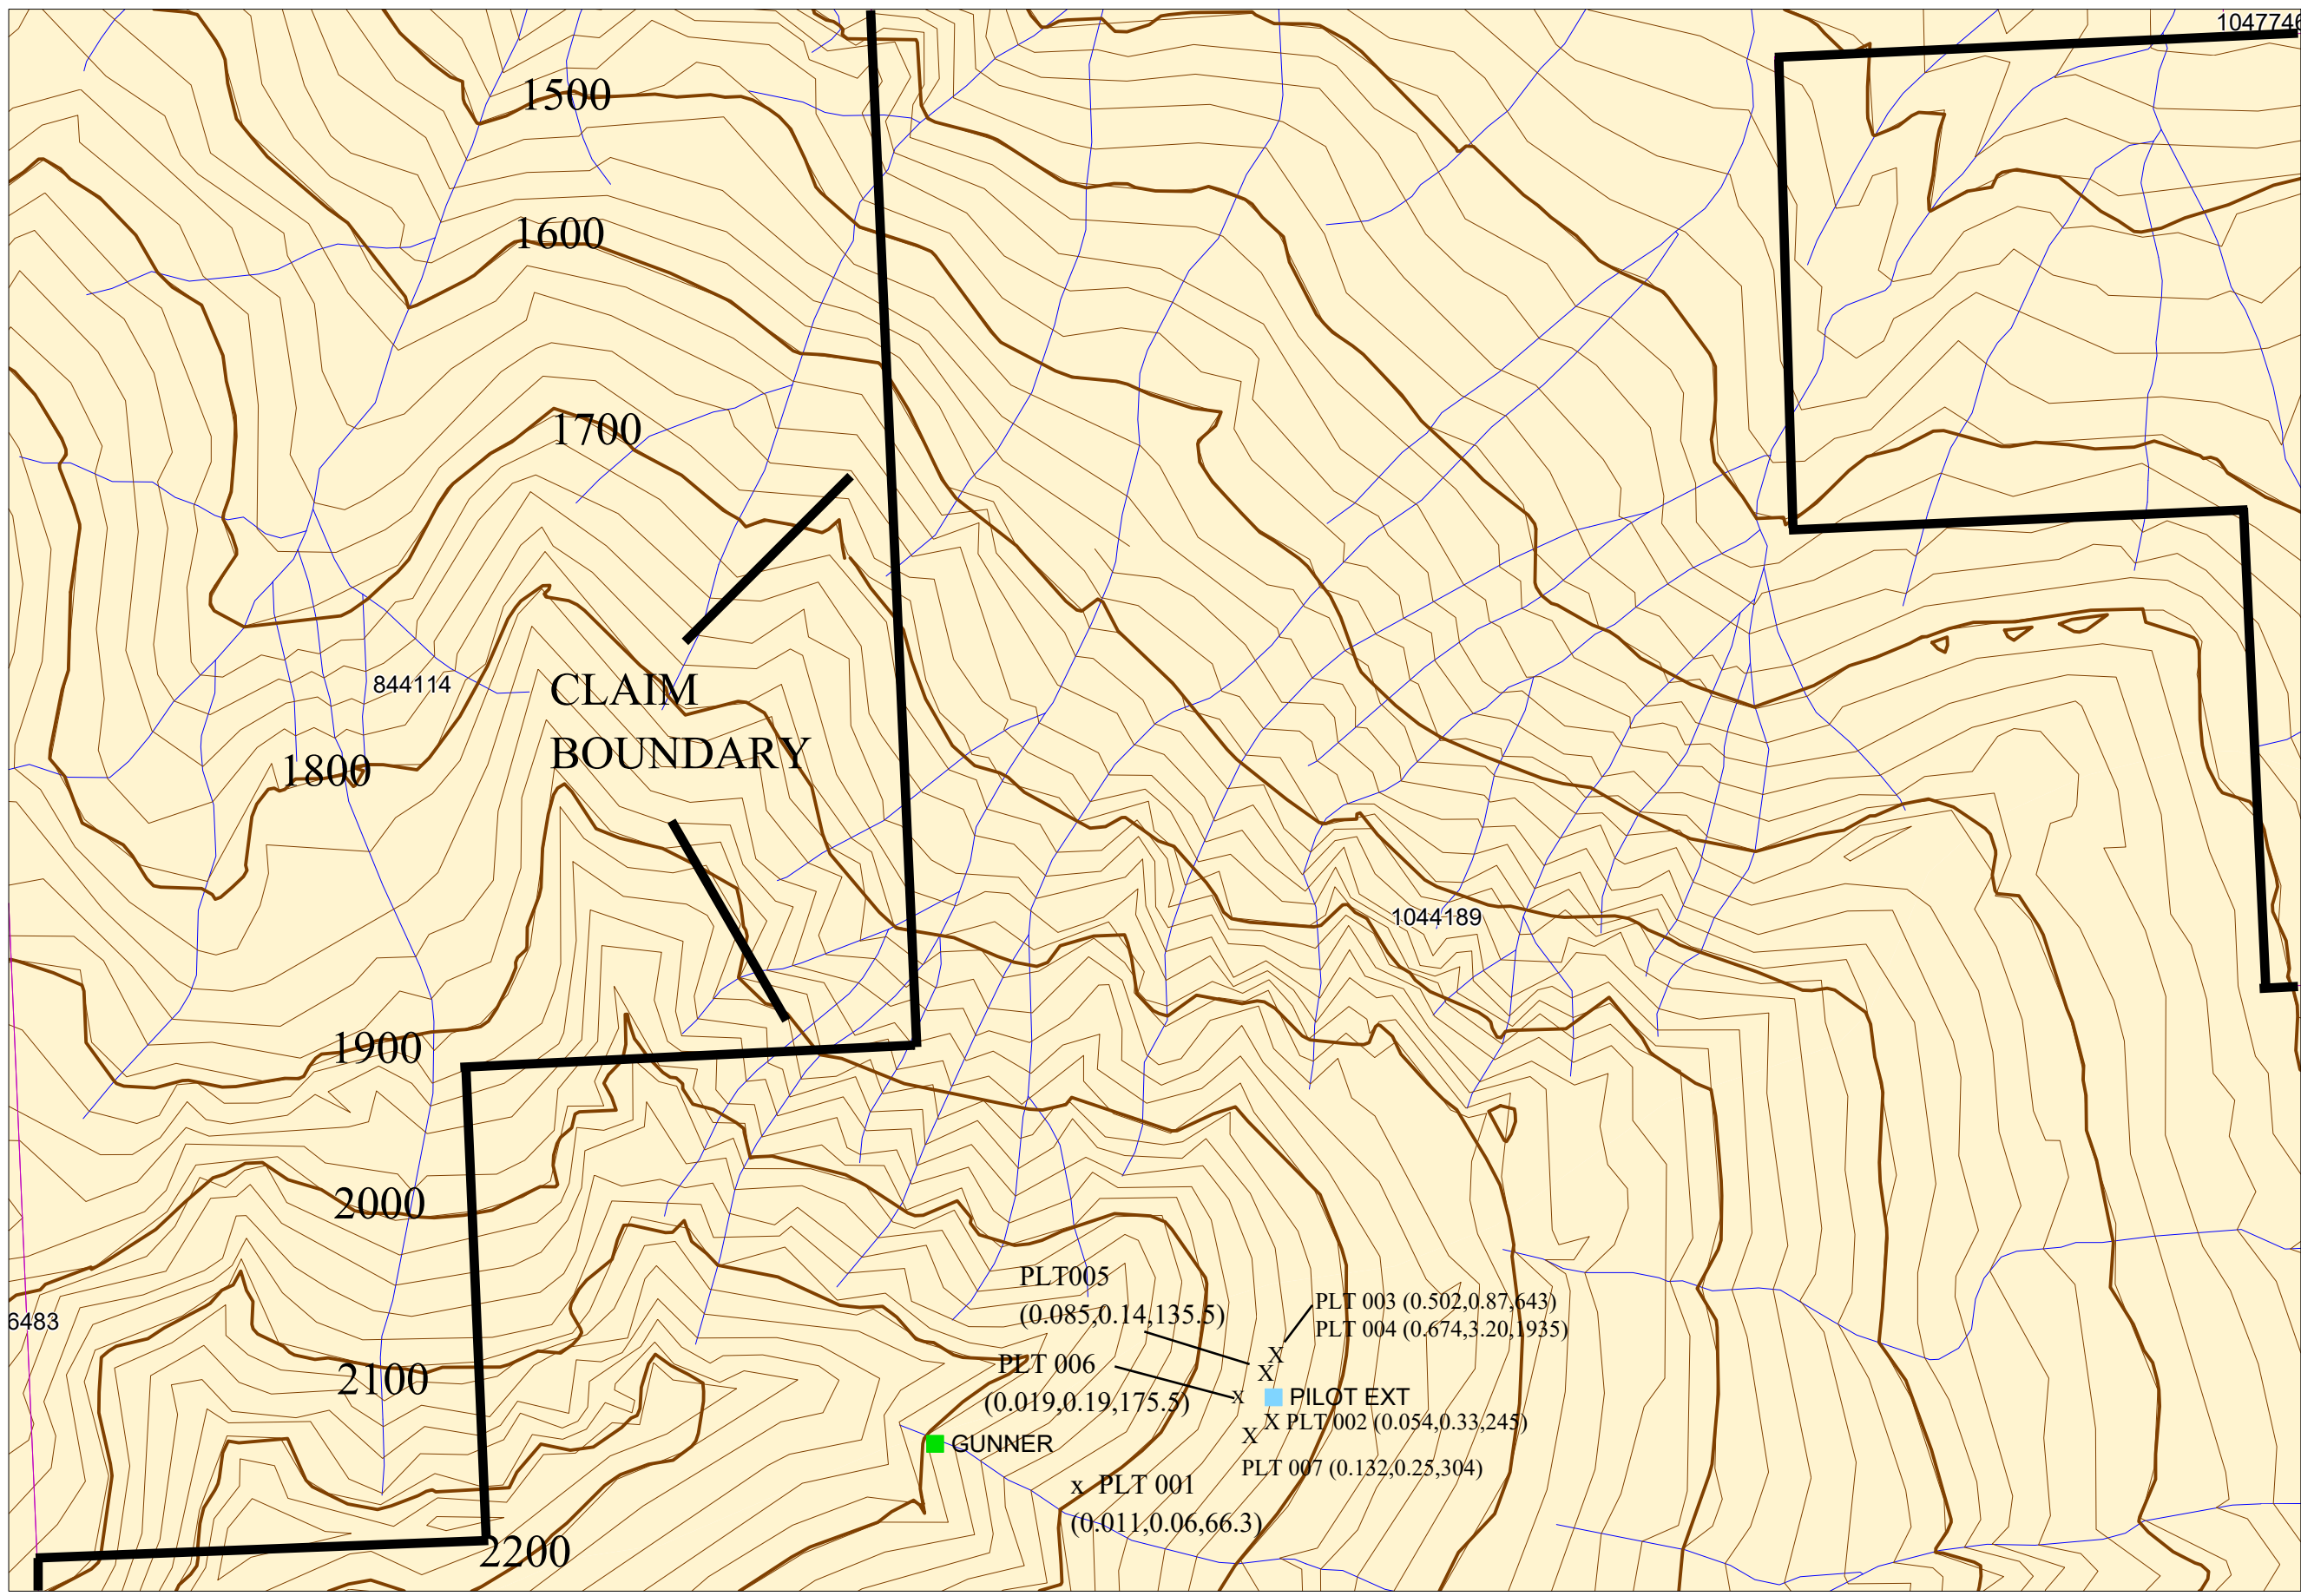 1047746
1500
1600
1700
844114
CLAIM
BOUNDARY
1800
1044189
1900
2000
PLT005
(0.085,0.14,135.5)
PLT 003 (0.502,0.87,643)
PLT 004 (0.674,3.20,1935)
6483
X
X
PLT 006
(0.019,0.19,175.5)
x
2100
PILOT EXT
X PLT 002 (0.054,0.33,245)
X
GUNNER
PLT 007 (0.132,0.25,304)
x PLT 001
(0.011,0.06,66.3)
2200